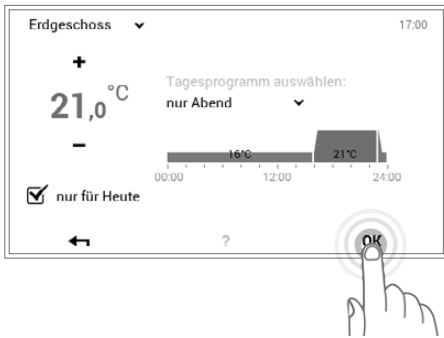 Erdgeschoss
17:00
+
21,0°C
−
Tagesprogramm auswählen:
nur Abend
16°C
21°C
00:00
12:00
24:00
nur für Heute
?
OK